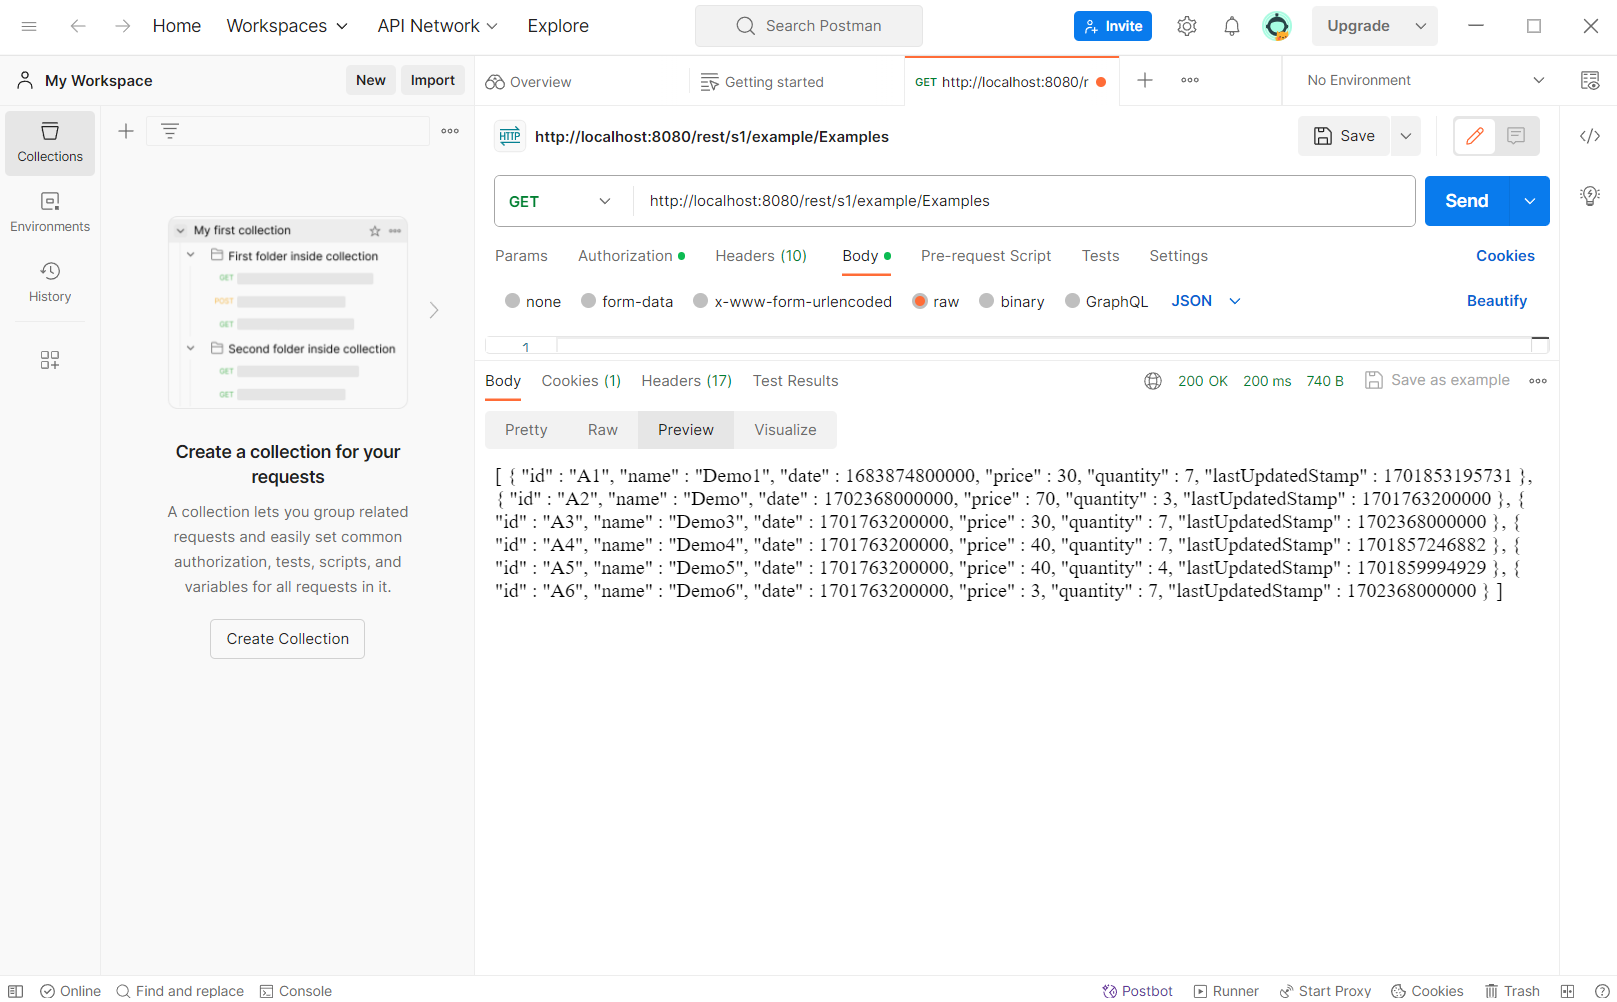 Home Workspaces API Network Explore Search Postman Invite Upgrade
My Workspace New Import Overview Getting started GET http://localhost:8080/r No Environment
Collections
Environments
History
My first collection
First folder inside collection
GET
POST
GET
Second folder inside collection
GET
GET
Create a collection for your
requests
A collection lets you group related
requests and easily set common
authorization, tests, scripts, and
variables for all requests in it.
Create Collection
HTTP http://localhost:8080/rest/s1/example/Examples Save
GET http://localhost:8080/rest/s1/example/Examples Send
Params Authorization Headers (10) Body Pre-request Script Tests Settings Cookies
none form-data x-www-form-urlencoded raw binary GraphQL JSON Beautify
1
Body Cookies (1) Headers (17) Test Results 200 OK 200 ms 740 B Save as example
Pretty Raw Preview Visualize
[ { "id" : "A1", "name" : "Demo1", "date" : 1683874800000, "price" : 30, "quantity" : 7, "lastUpdatedStamp" : 1701853195731 },
{ "id" : "A2", "name" : "Demo", "date" : 1702368000000, "price" : 70, "quantity" : 3, "lastUpdatedStamp" : 1701763200000 }, {
"id" : "A3", "name" : "Demo3", "date" : 1701763200000, "price" : 30, "quantity" : 7, "lastUpdatedStamp" : 1702368000000 }, {
"id" : "A4", "name" : "Demo4", "date" : 1701763200000, "price" : 40, "quantity" : 7, "lastUpdatedStamp" : 1701857246882 }, {
"id" : "A5", "name" : "Demo5", "date" : 1701763200000, "price" : 40, "quantity" : 4, "lastUpdatedStamp" : 1701859994929 }, {
"id" : "A6", "name" : "Demo6", "date" : 1701763200000, "price" : 3, "quantity" : 7, "lastUpdatedStamp" : 1702368000000 } ]
Online Find and replace Console Postbot Runner Start Proxy Cookies Trash